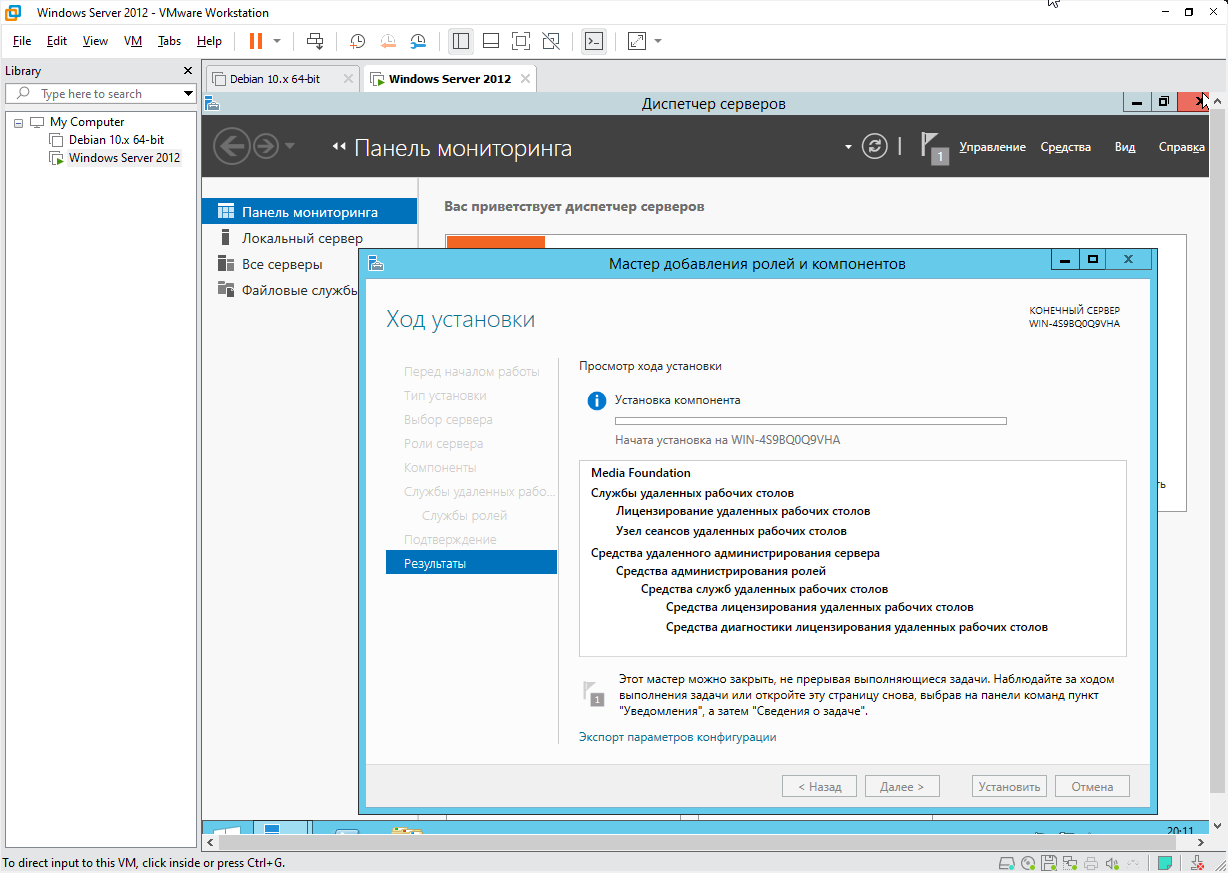 Windows Server 2012 - VMware Workstation
File Edit View VM Tabs Help
Library
Type here to search
My Computer
Debian 10.x 64-bit
Windows Server 2012
Debian 10.x 64-bit
Windows Server 2012
Диспетчер серверов
Панель мониторинга
1
Управление Средства Вид Справка
Панель мониторинга
Локальный сервер
Все серверы
Файловые службы
Вас приветствует диспетчер серверов
Мастер добавления ролей и компонентов
Ход установки
КОНЕЧНЫЙ СЕРВЕР
WIN-4S9BQ0Q9VHA
Перед началом работы
Тип установки
Выбор сервера
Роли сервера
Компоненты
Службы удаленных рабо...
Службы ролей
Подтверждение
Результаты
Просмотр хода установки
Установка компонента
Начата установка на WIN-4S9BQ0Q9VHA
Media Foundation
Службы удаленных рабочих столов
Лицензирование удаленных рабочих столов
Узел сеансов удаленных рабочих столов
Средства удаленного администрирования сервера
Средства администрирования ролей
Средства служб удаленных рабочих столов
Средства лицензирования удаленных рабочих столов
Средства диагностики лицензирования удаленных рабочих столов
1
Этот мастер можно закрыть, не прерывая выполняющиеся задачи. Наблюдайте за ходом
выполнения задачи или откройте эту страницу снова, выбрав на панели команд пункт
"Уведомления", а затем "Сведения о задаче".
Экспорт параметров конфигурации
< Назад Далее > Установить Отмена
20:11
To direct input to this VM, click inside or press Ctrl+G.